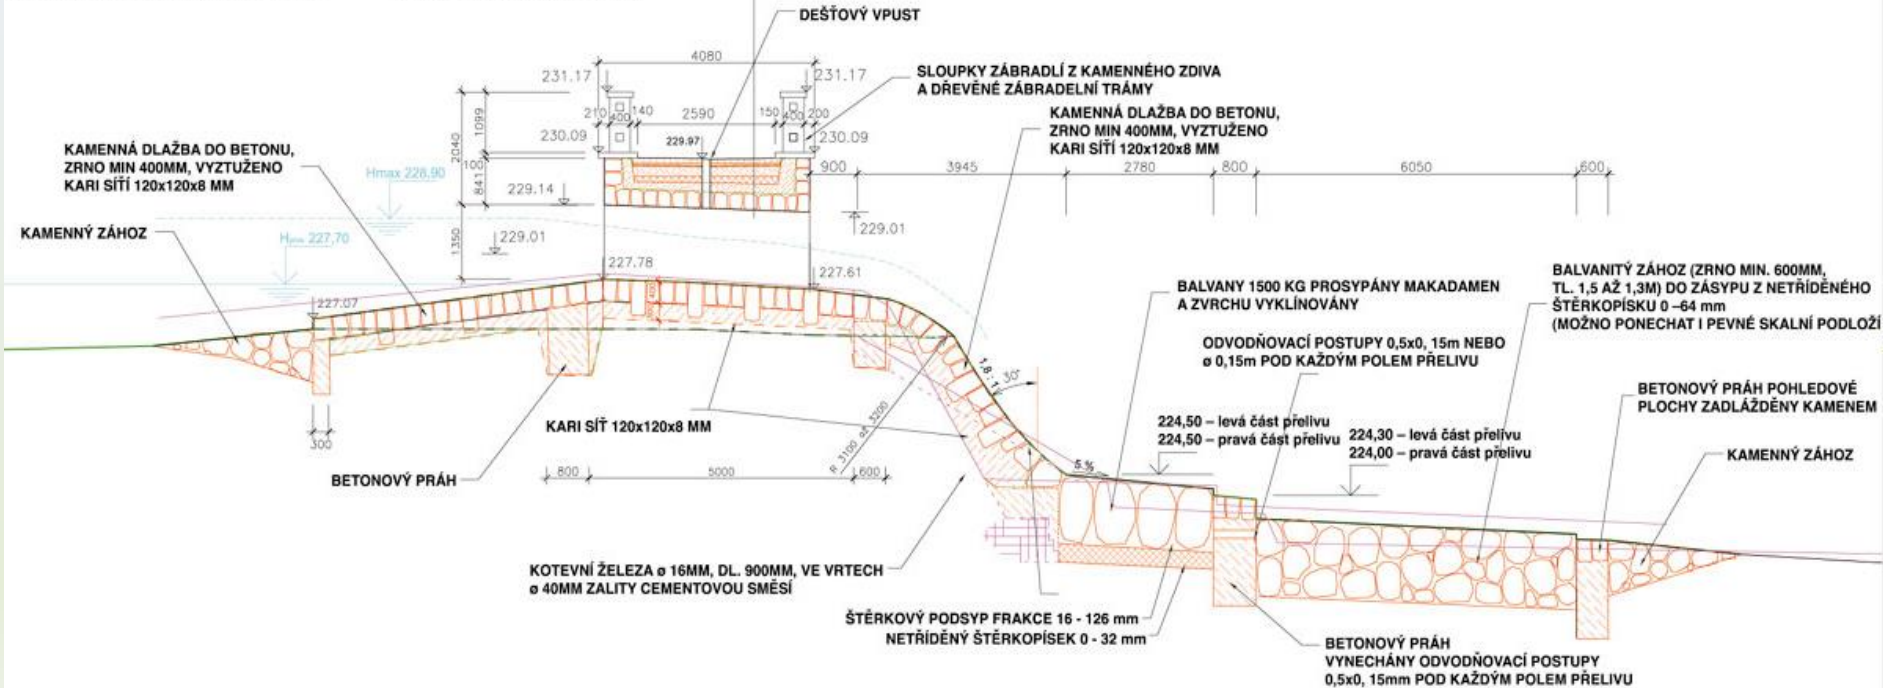 DEŠŤOVÝ VPUST
4080
231.17
231.17
SLOUPKY ZÁBRADLÍ Z KAMENNÉHO ZDIVA
A DŘEVĚNÉ ZÁBRADELNÍ TRÁMY
210
400
140
2590
150
400
200
KAMENNÁ DLAŽBA DO BETONU,
ZRNO MIN 400MM, VYZTUŽENO
KARI SÍTÍ 120x120x8 MM
1099
2040
230.09
229.97
230.09
KAMENNÁ DLAŽBA DO BETONU,
ZRNO MIN 400MM, VYZTUŽENO
KARI SÍTÍ 120x120x8 MM
100
841
900
3945
2780
800
6050
600
Hmax 228,90
229.14
KAMENNÝ ZÁHOZ
227,70
1350
229.01
229.01
227.78
227.61
BALVANITÝ ZÁHOZ (ZRNO MIN. 600MM,
TL. 1,5 AŽ 1,3M) DO ZÁSYPU Z NETŘÍDĚNÉHO
ŠTĚRKOPÍSKU 0 –64 mm
(MOŽNO PONECHAT I PEVNÉ SKALNÍ PODLOŽÍ
BALVANY 1500 KG PROSYPÁNY MAKADAMEN
A ZVRCHU VYKLÍNOVÁNY
227.07
400
ODVODŇOVACÍ POSTUPY 0,5x0, 15m NEBO
ø 0,15m POD KAŽDÝM POLEM PŘELIVU
1,8 : 1
30°
BETONOVÝ PRÁH POHLEDOVÉ
PLOCHY ZADLÁŽDĚNY KAMENEM
300
KARI SÍŤ 120x120x8 MM
R 3100 až 3200
224,50 – levá část přelivu
224,50 – pravá část přelivu
224,30 – levá část přelivu
224,00 – pravá část přelivu
KAMENNÝ ZÁHOZ
5 %
BETONOVÝ PRÁH
800
5000
600
KOTEVNÍ ŽELEZA ø 16MM, DL. 900MM, VE VRTECH
ø 40MM ZALITY CEMENTOVOU SMĚSÍ
ŠTĚRKOVÝ PODSYP FRAKCE 16 - 126 mm
NETŘÍDĚNÝ ŠTĚRKOPÍSEK 0 - 32 mm
BETONOVÝ PRÁH
VYNECHÁNY ODVODŇOVACÍ POSTUPY
0,5x0, 15mm POD KAŽDÝM POLEM PŘELIVU